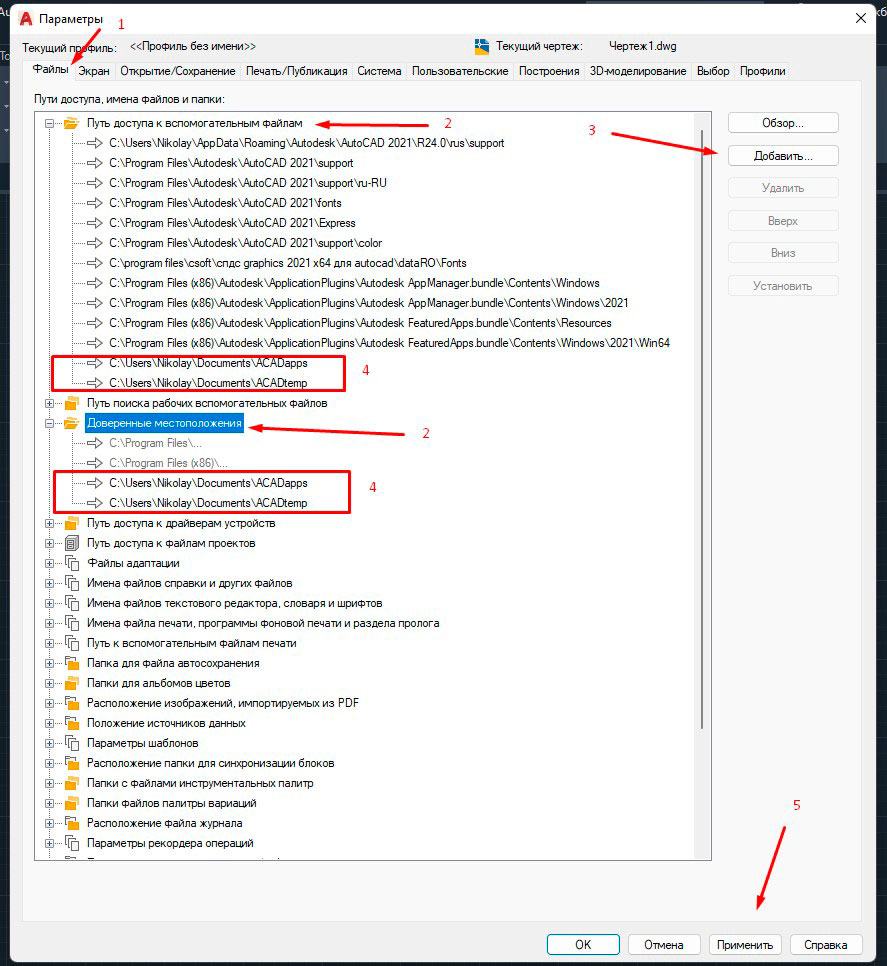 Параметры
1
Текущий профиль:
<<Профиль без имени>>
Текущий чертеж:
Чертеж1.dwg
Файлы
Экран
Открытие/Сохранение
Печать/Публикация
Система
Пользовательские
Построения
3D-моделирование
Выбор
Профили
Пути доступа, имена файлов и папки:
Путь доступа к вспомогательным файлам
2
3
C:\Users\Nikolay\AppData\Roaming\Autodesk\AutoCAD 2021\R24.0\rus\support
C:\Program Files\Autodesk\AutoCAD 2021\support
C:\Program Files\Autodesk\AutoCAD 2021\support\ru-RU
C:\Program Files\Autodesk\AutoCAD 2021\fonts
C:\Program Files\Autodesk\AutoCAD 2021\Express
C:\Program Files\Autodesk\AutoCAD 2021\support\color
C:\program files\csoft\спдс graphics 2021 x64 для autocad\dataRO\Fonts
C:\Program Files (x86)\Autodesk\ApplicationPlugins\Autodesk AppManager.bundle\Contents\Windows
C:\Program Files (x86)\Autodesk\ApplicationPlugins\Autodesk AppManager.bundle\Contents\Windows\2021
C:\Program Files (x86)\Autodesk\ApplicationPlugins\Autodesk FeaturedApps.bundle\Contents\Resources
C:\Program Files (x86)\Autodesk\ApplicationPlugins\Autodesk FeaturedApps.bundle\Contents\Windows\2021\Win64
C:\Users\Nikolay\Documents\ACADapps
4
C:\Users\Nikolay\Documents\ACADtemp
Путь поиска рабочих вспомогательных файлов
Доверенные местоположения
2
C:\Program Files\...
C:\Program Files (x86)\...
C:\Users\Nikolay\Documents\ACADapps
4
C:\Users\Nikolay\Documents\ACADtemp
Путь доступа к драйверам устройств
Путь доступа к файлам проектов
Файлы адаптации
Имена файлов справки и других файлов
Имена файлов текстового редактора, словаря и шрифтов
Имена файла печати, программы фоновой печати и раздела пролога
Путь к вспомогательным файлам печати
Папка для файла автосохранения
Папки для альбомов цветов
Расположение изображений, импортируемых из PDF
Положение источников данных
Параметры шаблонов
Расположение папки для синхронизации блоков
Папки с файлами инструментальных палитр
Папки файлов палитры вариаций
Расположение файла журнала
Параметры рекордера операций
Обзор...
Добавить...
Удалить
Вверх
Вниз
Установить
5
OK
Отмена
Применить
Справка